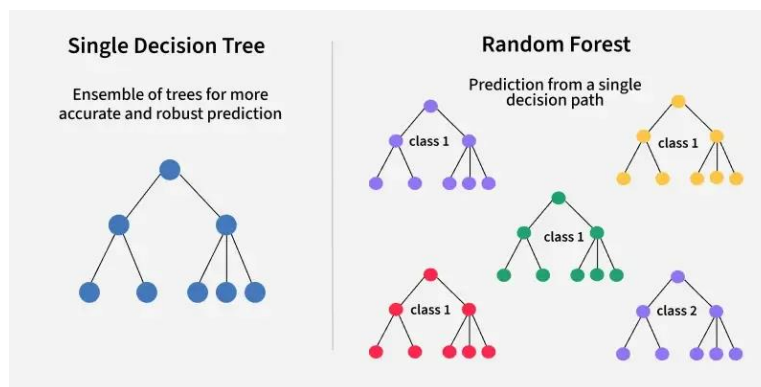 Single Decision Tree
Ensemble of trees for more
accurate and robust prediction
Random Forest
Prediction from a single
decision path
class 1
class 1
class 1
class 1
class 2